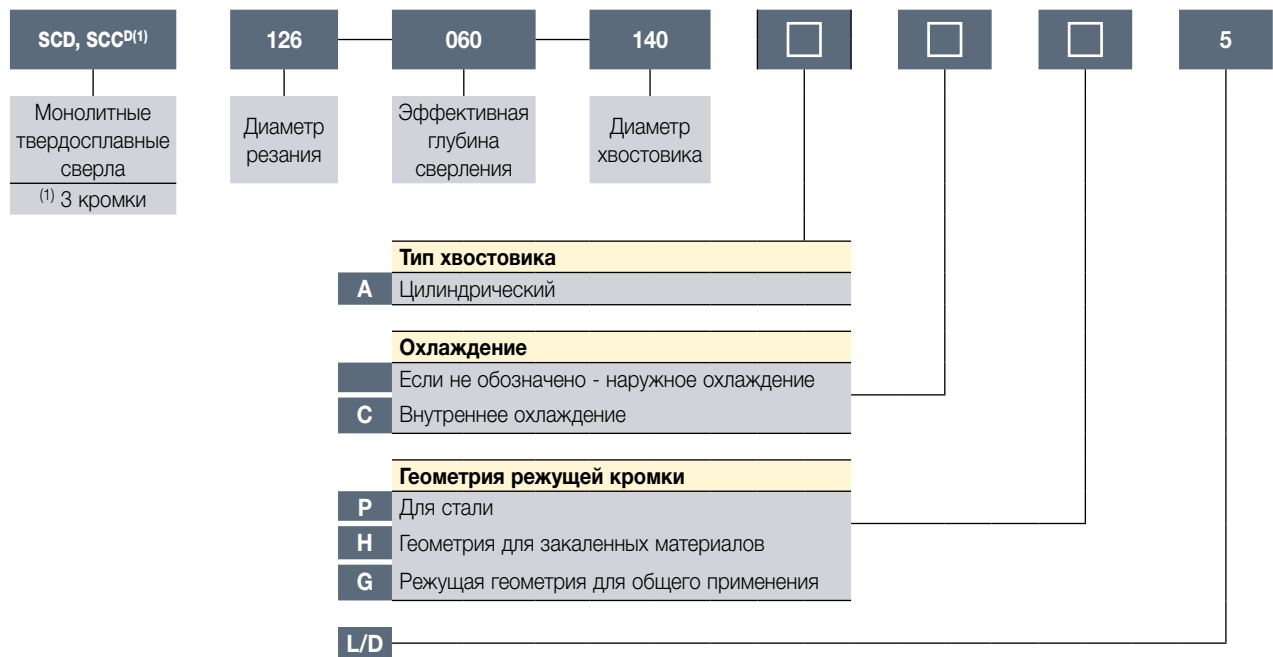 SCD, SCCD(1) 126 060 140 5
Монолитные
твердосплавные
сверла
(1) 3 кромки
Диаметр
резания
Эффективная
глубина
сверления
Диаметр
хвостовика
Тип хвостовика
A Цилиндрический
Охлаждение
Если не обозначено - наружное охлаждение
C Внутреннее охлаждение
Геометрия режущей кромки
P Для стали
H Геометрия для закаленных материалов
G Режущая геометрия для общего применения
L/D